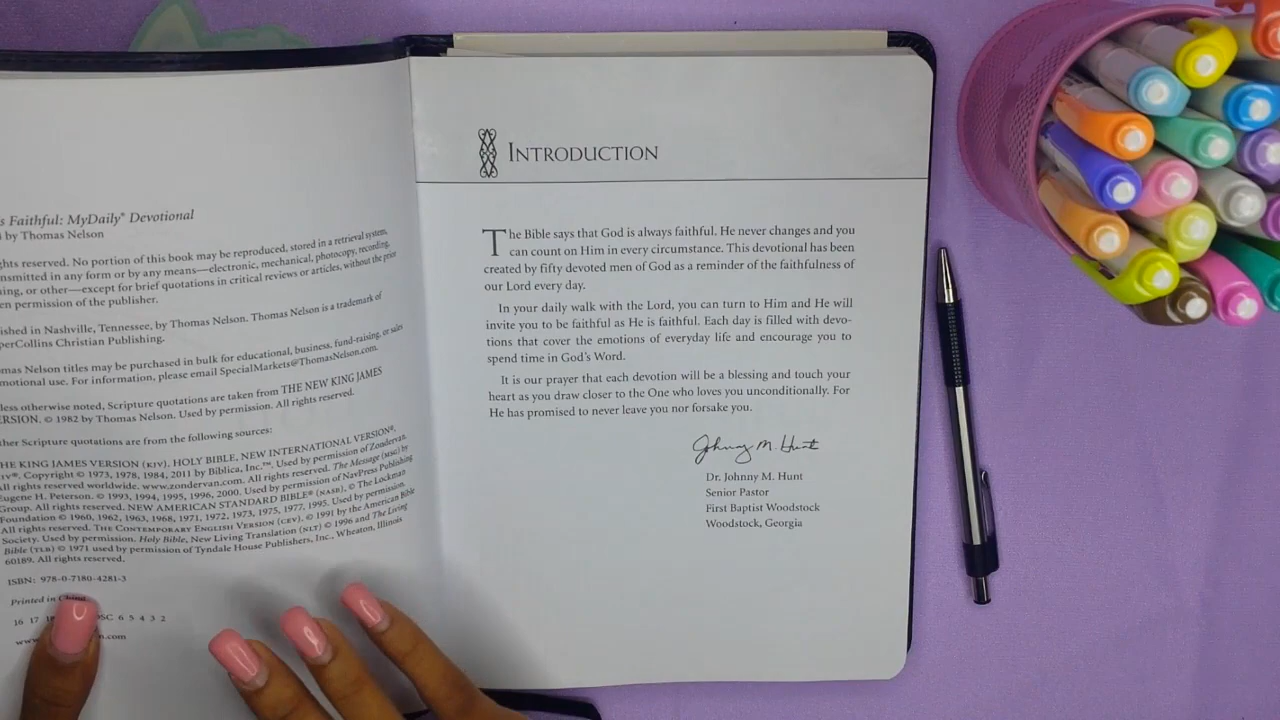 s Faithful: MyDaily® Devotional
by Thomas Nelson
ghts reserved. No portion of this book may be reproduced, stored in a retrieval system,
nsmitted in any form or by any means—electronic, mechanical, photocopy, recording,
ing, or other—except for brief quotations in critical reviews or articles, without the prior
en permission of the publisher.
ished in Nashville, Tennessee, by Thomas Nelson. Thomas Nelson is a trademark of
perCollins Christian Publishing.
mas Nelson titles may be purchased in bulk for educational, business, fund-raising, or sales
motional use. For information, please email SpecialMarkets@ThomasNelson.com.
less otherwise noted, Scripture quotations are taken from THE NEW KING JAMES
ERSION. © 1982 by Thomas Nelson. Used by permission. All rights reserved.
ther Scripture quotations are from the following sources:
HE KING JAMES VERSION (KJV). HOLY BIBLE, NEW INTERNATIONAL VERSION®,
IV®. Copyright © 1973, 1978, 1984, 2011 by Biblica, Inc.™. Used by permission of Zondervan.
All rights reserved worldwide. www.zondervan.com. All rights reserved. The Message (MSG) by
Eugene H. Peterson. © 1993, 1994, 1995, 1996, 2000. Used by permission of NavPress Publishing
Group. All rights reserved. NEW AMERICAN STANDARD BIBLE® (NASB), © The Lockman
Foundation © 1960, 1962, 1963, 1968, 1971, 1972, 1973, 1975, 1977, 1995. Used by permission.
All rights reserved. THE CONTEMPORARY ENGLISH VERSION (CEV). © 1991 by the American Bible
Society. Used by permission. Holy Bible, New Living Translation (NLT) © 1996 and The Living
Bible (TLB) © 1971 used by permission of Tyndale House Publishers, Inc., Wheaton, Illinois
60189. All rights reserved.
ISBN: 978-0-7180-4281-3
Printed in China
16 17 18 DSC 6 5 4 3 2
INTRODUCTION
The Bible says that God is always faithful. He never changes and you
can count on Him in every circumstance. This devotional has been
created by fifty devoted men of God as a reminder of the faithfulness of
our Lord every day.
In your daily walk with the Lord, you can turn to Him and He will
invite you to be faithful as He is faithful. Each day is filled with devo-
tions that cover the emotions of everyday life and encourage you to
spend time in God's Word.
It is our prayer that each devotion will be a blessing and touch your
heart as you draw closer to the One who loves you unconditionally. For
He has promised to never leave you nor forsake you.
Johnny M. Hunt
Dr. Johnny M. Hunt
Senior Pastor
First Baptist Woodstock
Woodstock, Georgia